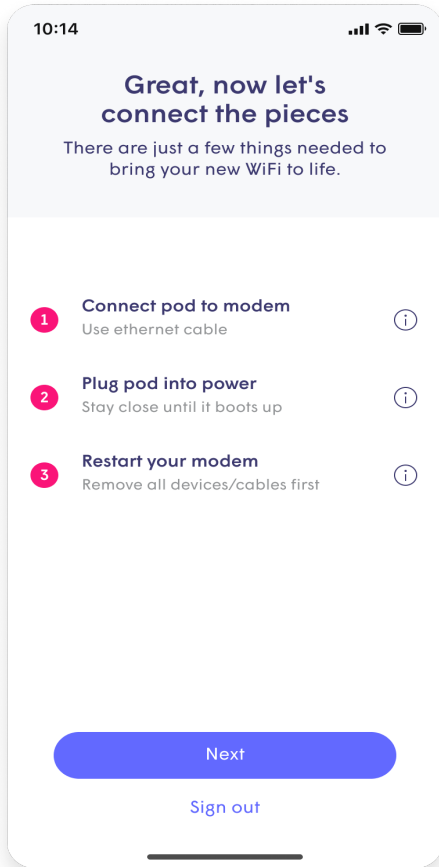 10:14
Great, now let's
connect the pieces
There are just a few things needed to
bring your new WiFi to life.
1
Connect pod to modem
Use ethernet cable
2
Plug pod into power
Stay close until it boots up
3
Restart your modem
Remove all devices/cables first
Next
Sign out